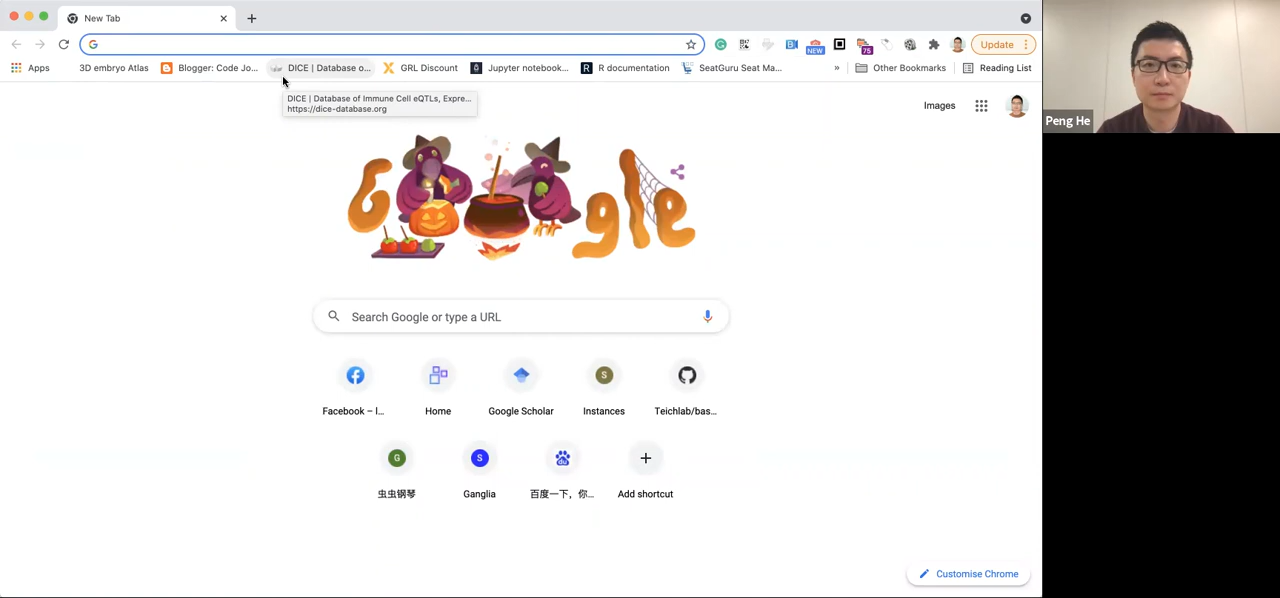 New Tab
Update
NEW
75
Apps
3D embryo Atlas
Blogger: Code Jo...
DICE | Database o...
GRL Discount
Jupyter notebook...
R documentation
SeatGuru Seat Ma...
»
Other Bookmarks
Reading List
DICE | Database of Immune Cell eQTLs, Expre...
https://dice-database.org
Images
Peng He
Google
Search Google or type a URL
S
Facebook – l...
Home
Google Scholar
Instances
Teichlab/bas...
G
S
虫虫钢琴
Ganglia
百度一下，你...
Add shortcut
Customise Chrome